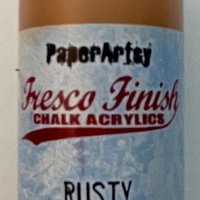 PaperArtsy
Fresco Finish
CHALK ACRYLICS
RUSTY